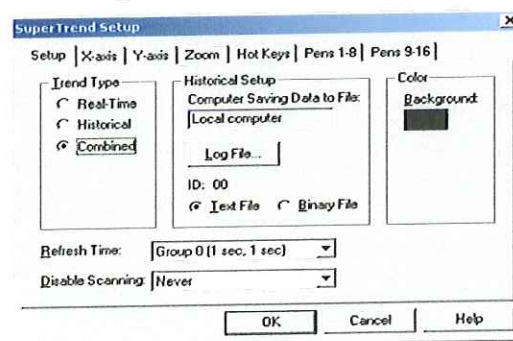 SuperTrend Setup
Setup X-axis Y-axis Zoom Hot Keys Pens 1-8 Pens 9-16
Trend Type
Real-Time
Historical
Combined
Historical Setup
Computer Saving Data to File:
Local computer
Log File...
ID: 00
Text File Binary File
Color
Background:
Refresh Time: Group 0 (1 sec, 1 sec)
Disable Scanning: Never
OK Cancel Help